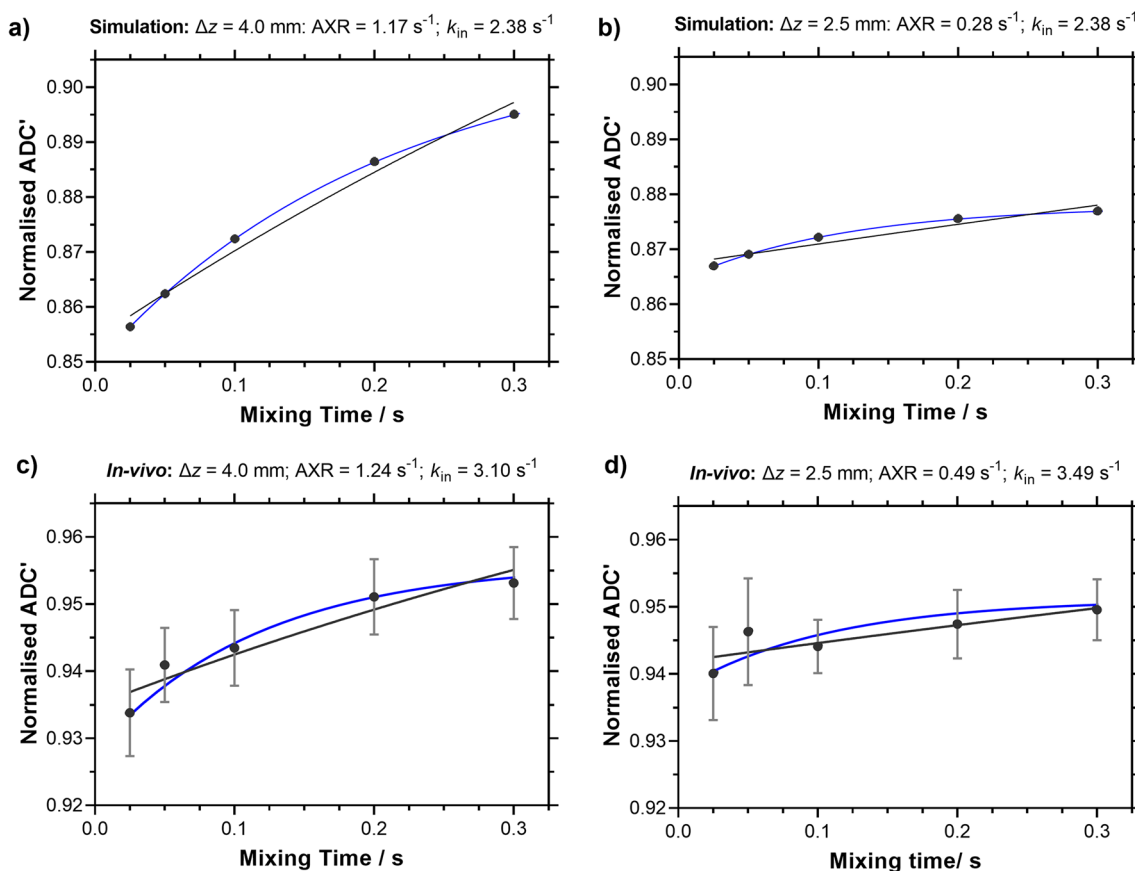 a)
Simulation: Δz = 4.0 mm: AXR = 1.17 s⁻¹; kin = 2.38 s⁻¹
Normalised ADC'
0.90
0.89
0.88
0.87
0.86
0.85
0.0 0.1 0.2 0.3
Mixing Time / s
b)
Simulation: Δz = 2.5 mm: AXR = 0.28 s⁻¹; kin = 2.38 s⁻¹
Normalised ADC'
0.90
0.89
0.88
0.87
0.86
0.85
0.0 0.1 0.2 0.3
Mixing Time / s
c)
In-vivo: Δz = 4.0 mm; AXR = 1.24 s⁻¹; kin = 3.10 s⁻¹
Normalised ADC'
0.96
0.95
0.94
0.93
0.92
0.0 0.1 0.2 0.3
Mixing Time / s
d)
In-vivo: Δz = 2.5 mm; AXR = 0.49 s⁻¹; kin = 3.49 s⁻¹
Normalised ADC'
0.96
0.95
0.94
0.93
0.92
0.0 0.1 0.2 0.3
Mixing time/ s